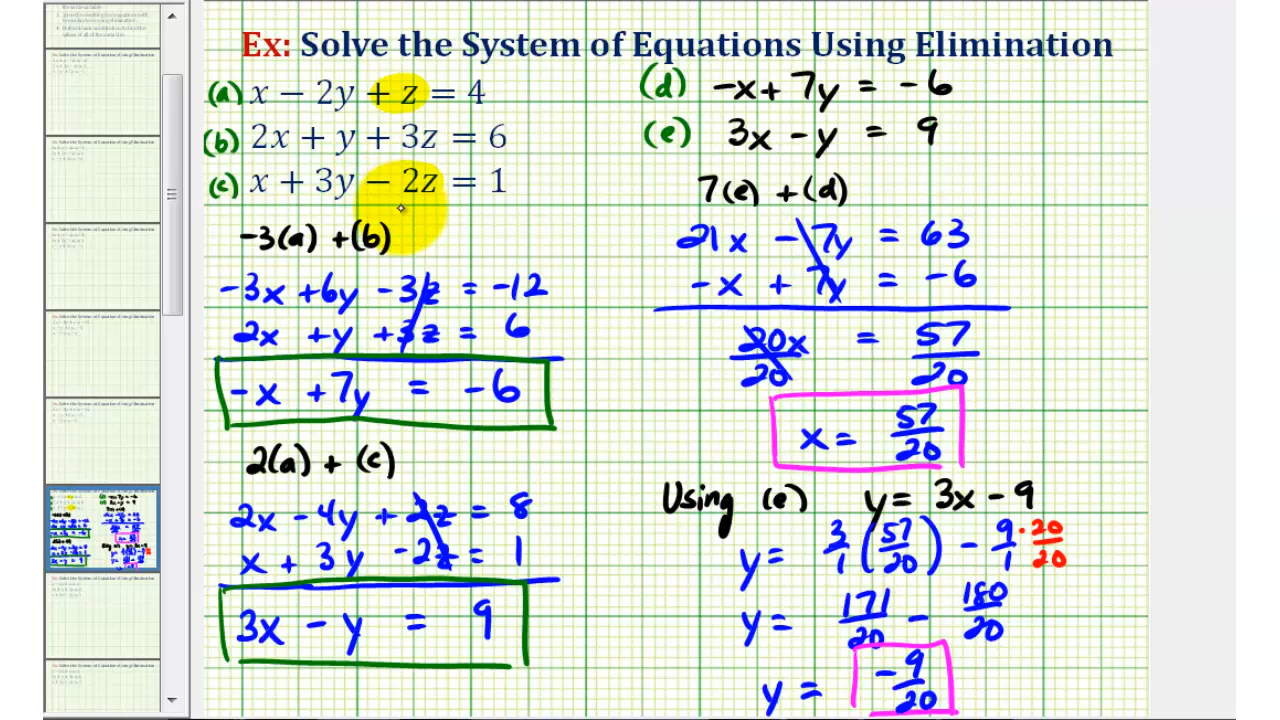 Ex: Solve the System of Equations Using Elimination
(a) x − 2y + z = 4
(b) 2x + y + 3z = 6
(c) x + 3y − 2z = 1
-3(a) + (b)
-3x + 6y - 3z = -12
2x + y + 3z = 6
-x + 7y = -6
2(a) + (c)
2x - 4y + 2z = 8
x + 3y - 2z = 1
3x - y = 9
(d) -x + 7y = -6
(e) 3x - y = 9
7(e) + (d)
21x - 7y = 63
-x + 7y = -6
20x/20 = 57/20
x = 57/20
Using (e) y = 3x - 9
y = 3/1 (57/20) - 9/1 · 20/20
y = 171/20 - 180/20
y = -9/20